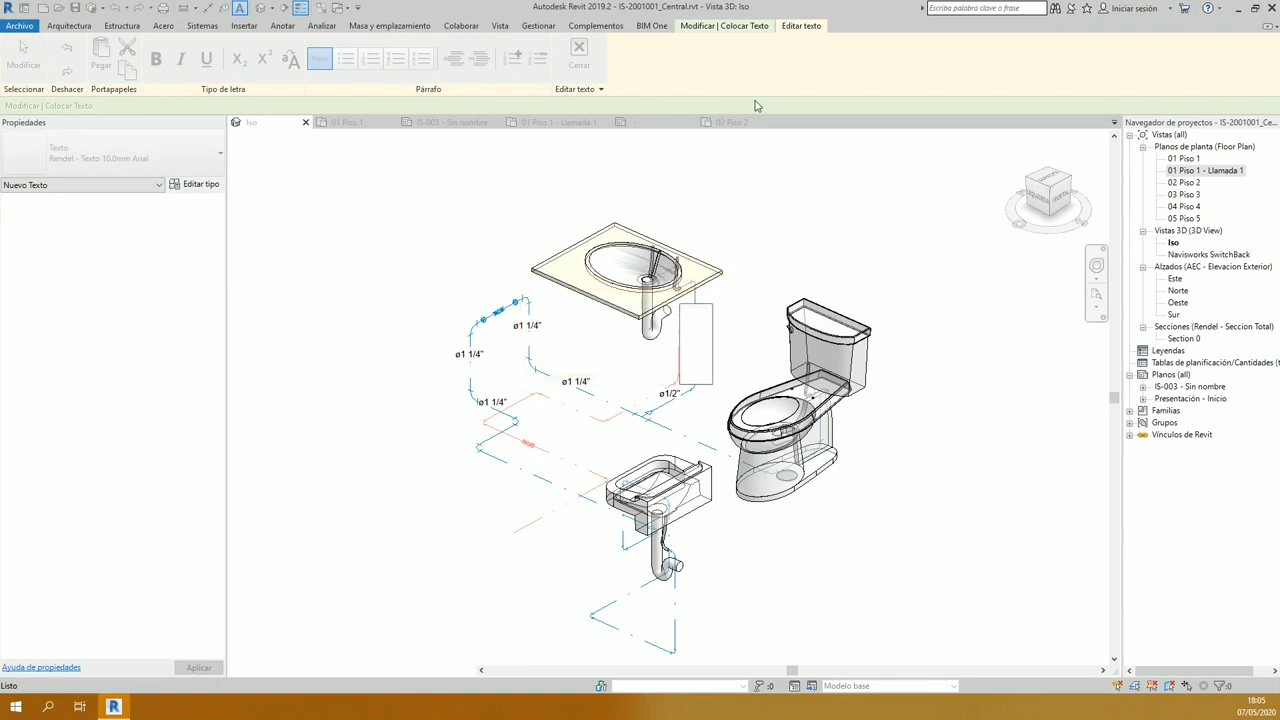 Autodesk Revit 2019.2 - IS-2001001_Central.rvt - Vista 3D: Iso
Escriba palabra clave o frase
Iniciar sesión
Archivo Arquitectura Estructura Acero Sistemas Insertar Anotar Analizar Masa y emplazamiento Colaborar Vista Gestionar Complementos BIM One Modificar | Colocar Texto Editar texto
Modificar
Pegar
Cerrar
Seleccionar Deshacer Portapapeles Tipo de letra Párrafo Editar texto
Modificar | Colocar Texto
Propiedades
Iso 01 Piso 1 IS-003 - Sin nombre 01 Piso 1 - Llamada 1 - 02 Piso 2
Navegador de proyectos - IS-2001001_Ce...
Texto
Rendel - Texto 10.0mm Arial
Nuevo Texto
Editar tipo
Vistas (all)
Planos de planta (Floor Plan)
01 Piso 1
01 Piso 1 - Llamada 1
02 Piso 2
03 Piso 3
04 Piso 4
05 Piso 5
Vistas 3D (3D View)
Iso
Navisworks SwitchBack
Alzados (AEC - Elevacion Exterior)
Este
Norte
Oeste
Sur
Secciones (Rendel - Seccion Total)
Section 0
Leyendas
Tablas de planificación/Cantidades (t
Planos (all)
IS-003 - Sin nombre
Presentación - Inicio
Familias
Grupos
Vínculos de Revit
ø1 1/4"
ø1 1/4"
ø1 1/4"
ø1/2"
ø1 1/4"
Ayuda de propiedades
Aplicar
Listo
:0
Modelo base
:0
18:05
07/05/2020